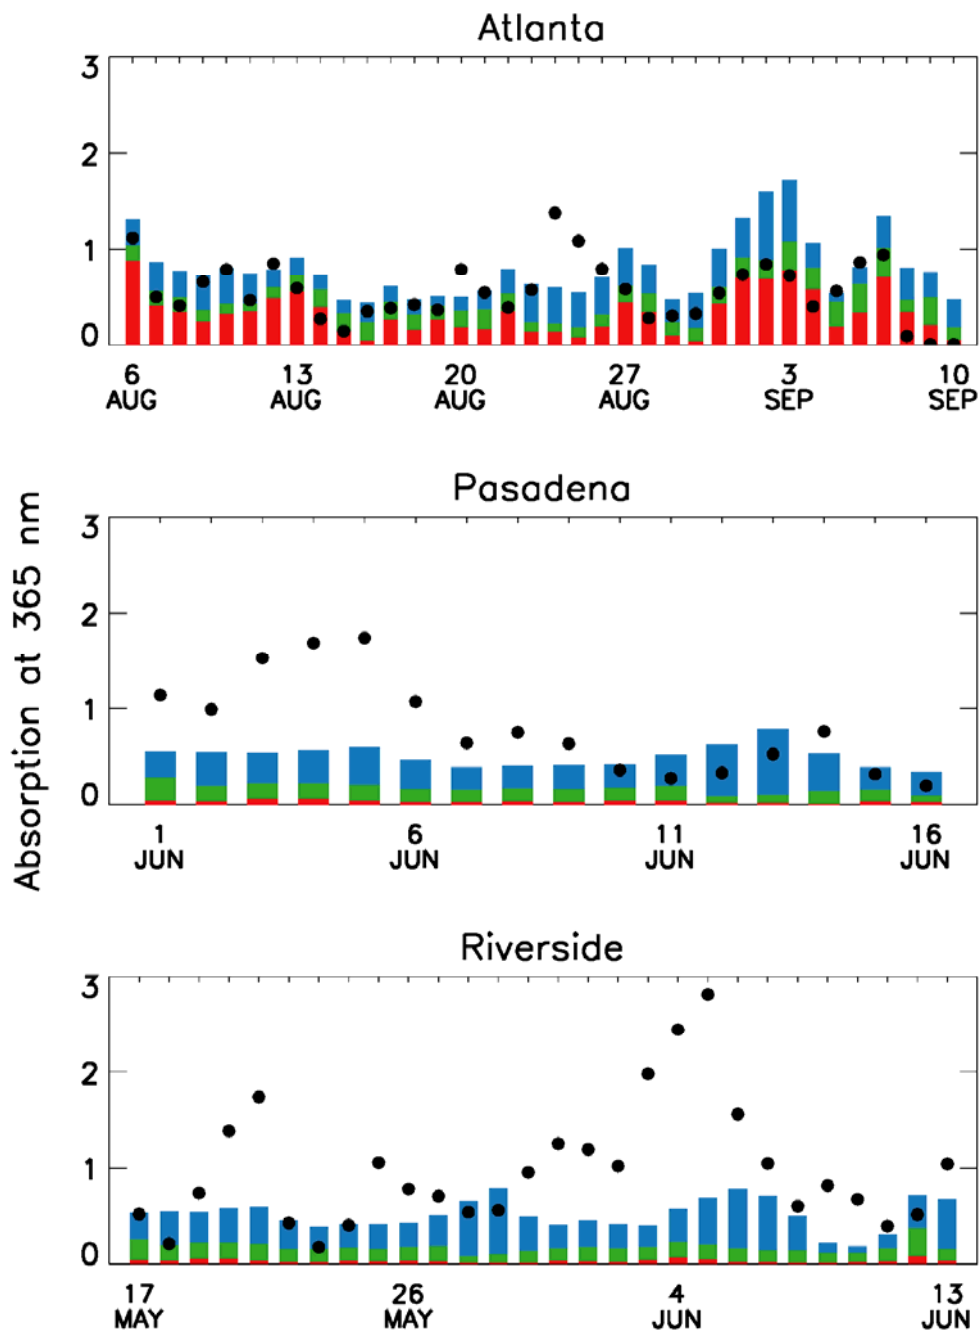 Atlanta
3
2
1
0
6 13 20 27 3 10
AUG AUG AUG AUG SEP SEP
Pasadena
3
2
1
0
1 6 11 16
JUN JUN JUN JUN
Absorption at 365 nm
Riverside
3
2
1
0
17 26 4 13
MAY MAY JUN JUN